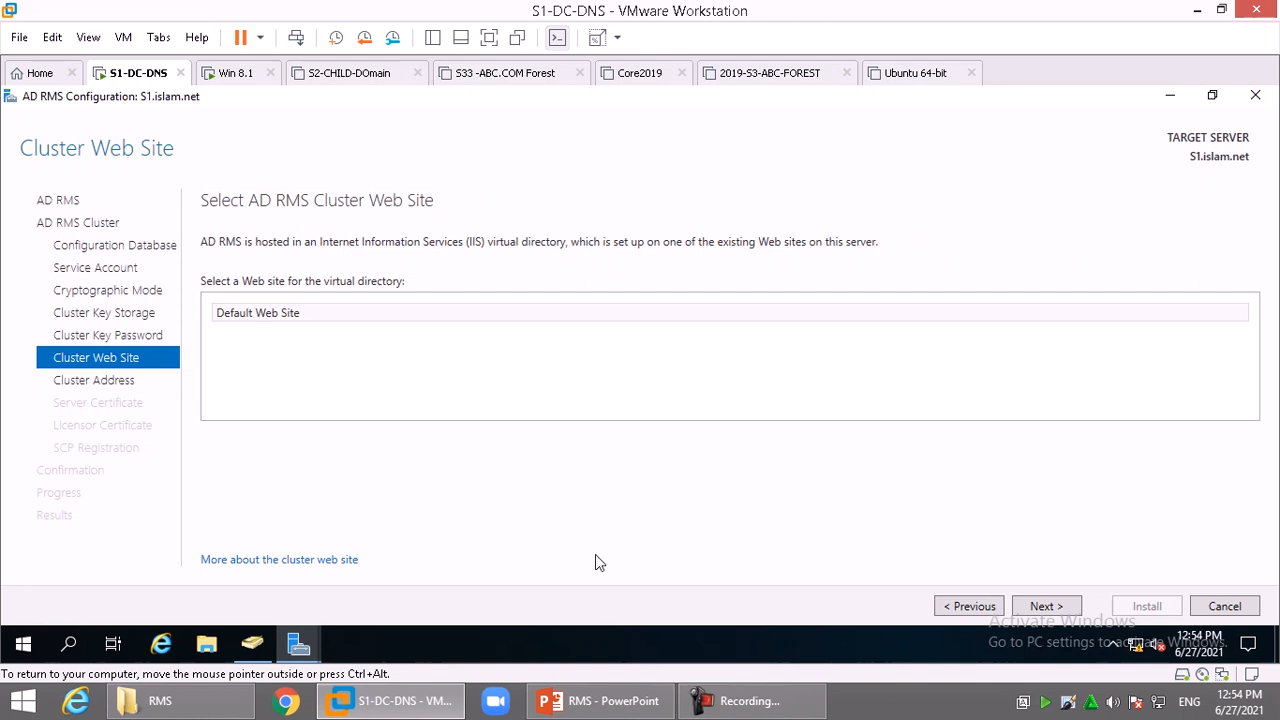 S1-DC-DNS - VMware Workstation
File Edit View VM Tabs Help
Home S1-DC-DNS Win 8.1 S2-CHILD-DOmain S33 -ABC.COM Forest Core2019 2019-S3-ABC-FOREST Ubuntu 64-bit
AD RMS Configuration: S1.islam.net
Cluster Web Site
TARGET SERVER
S1.islam.net
AD RMS
AD RMS Cluster
Configuration Database
Service Account
Cryptographic Mode
Cluster Key Storage
Cluster Key Password
Cluster Web Site
Cluster Address
Server Certificate
Licensor Certificate
SCP Registration
Confirmation
Progress
Results
Select AD RMS Cluster Web Site
AD RMS is hosted in an Internet Information Services (IIS) virtual directory, which is set up on one of the existing Web sites on this server.
Select a Web site for the virtual directory:
Default Web Site
More about the cluster web site
< Previous Next > Install Cancel
Activate Windows
Go to PC settings to activate Windows.
12:54 PM
6/27/2021
To return to your computer, move the mouse pointer outside or press Ctrl+Alt.
RMS S1-DC-DNS - VM... RMS - PowerPoint Recording... ENG
12:54 PM
6/27/2021